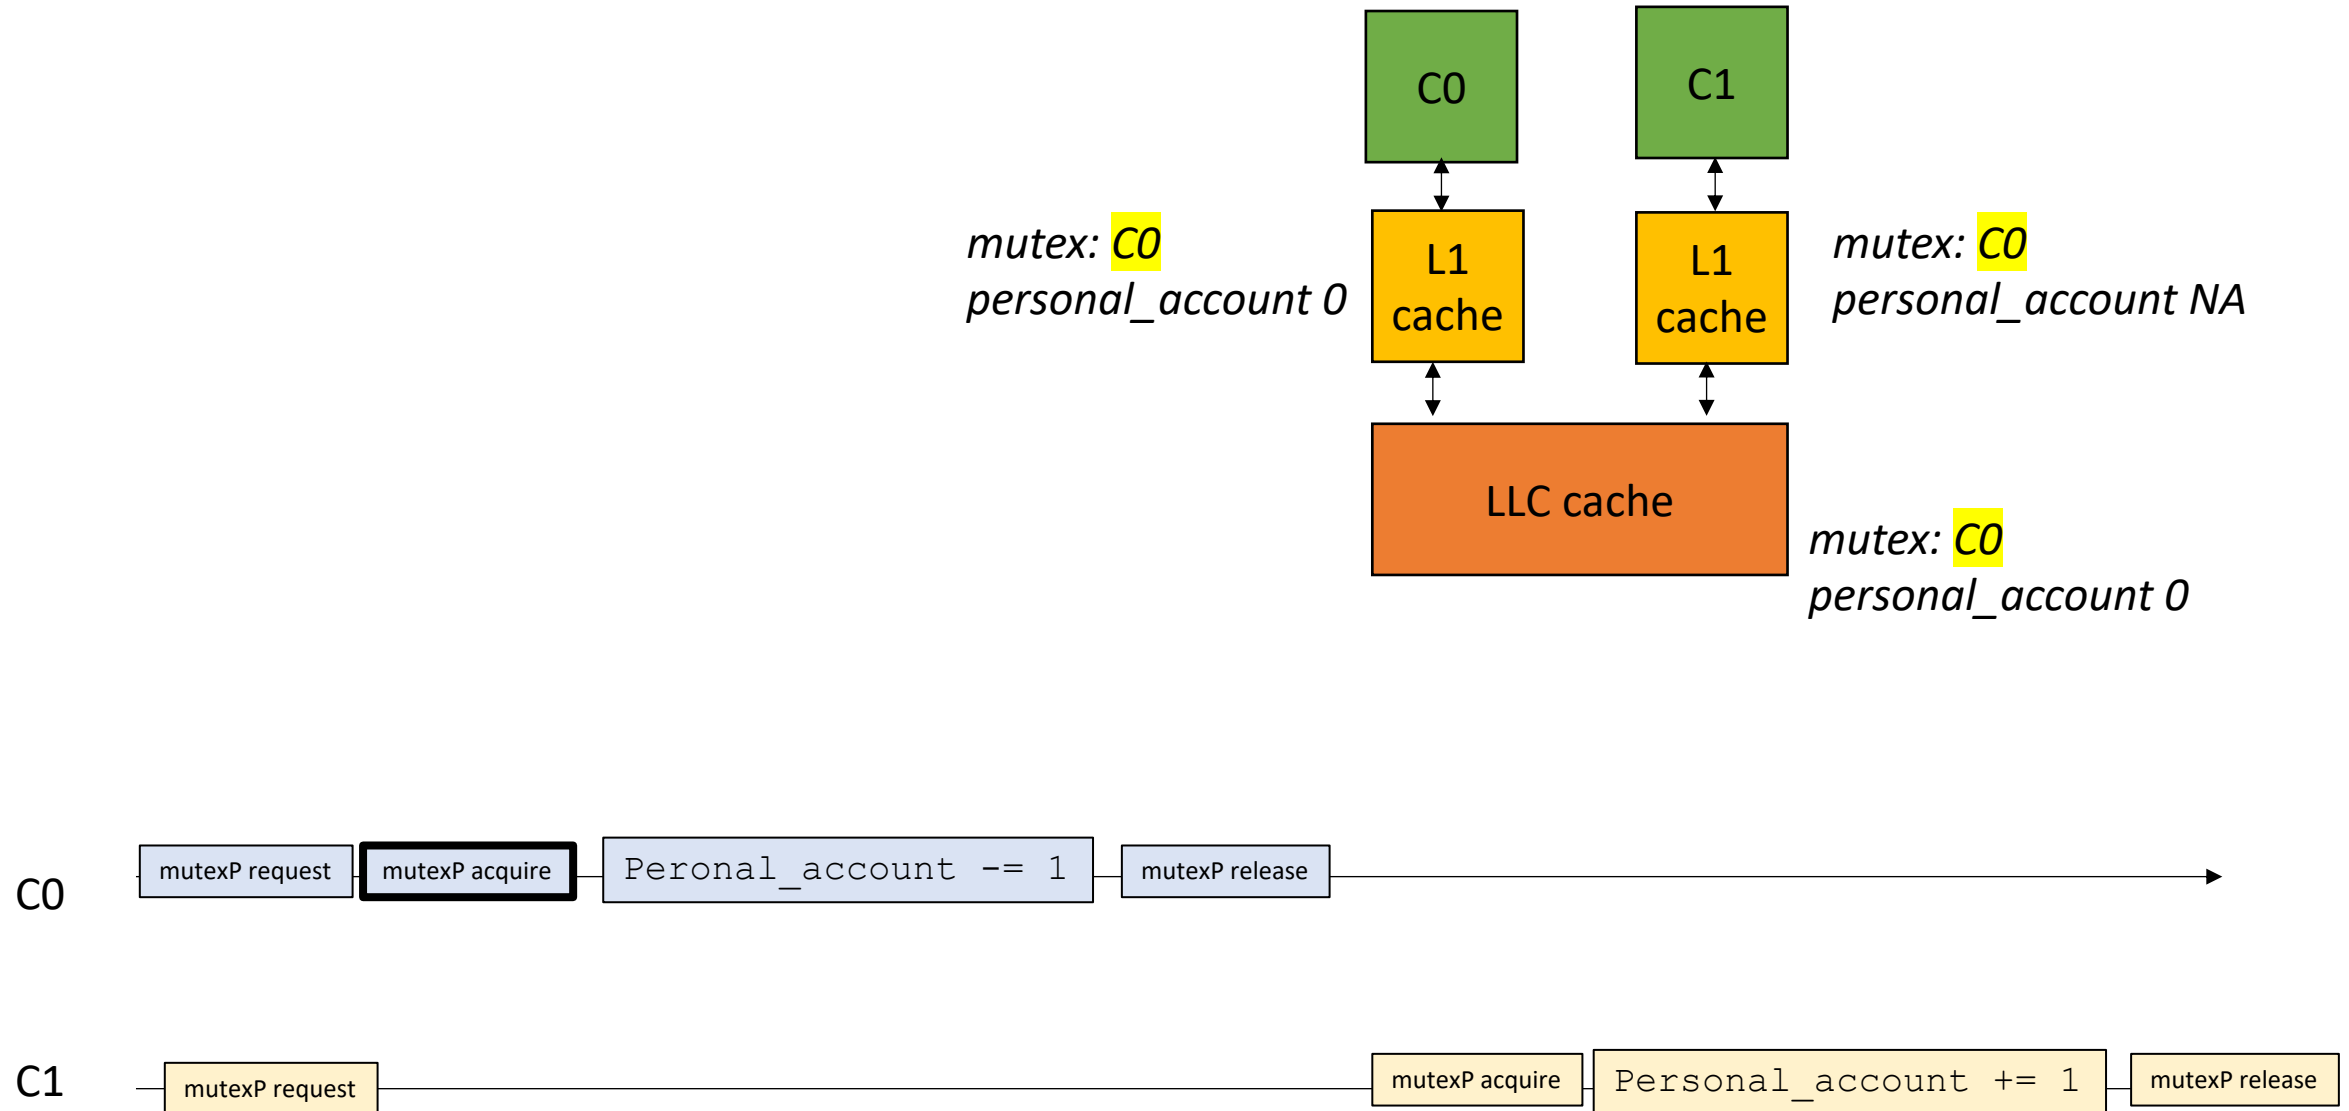 C0
C1
mutex: C0
personal_account 0
L1
cache
L1
cache
mutex: C0
personal_account NA
LLC cache
mutex: C0
personal_account 0
C0
mutexP request
mutexP acquire
Peronal_account -= 1
mutexP release
C1
mutexP request
mutexP acquire
Personal_account += 1
mutexP release